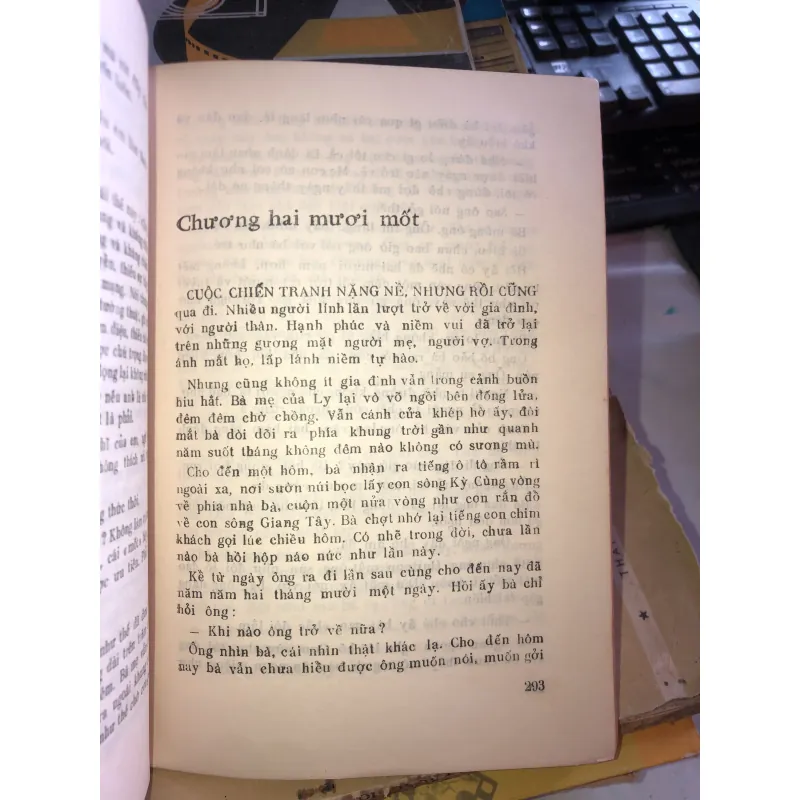 Chương hai mươi mốt
CUỘC CHIẾN TRANH NẶNG NỀ, NHƯNG RỒI CŨNG
qua đi. Nhiều người lính lần lượt trở về với gia đình,
với người thân. Hạnh phúc và niềm vui đã trở lại
trên những gương mặt người mẹ, người vợ. Trong
ánh mắt họ, lấp lánh niềm tự hào.
Nhưng cũng không ít gia đình vẫn trong cảnh buồn
hiu hắt. Bà mẹ của Ly lại vò võ ngồi bên đống lửa,
đêm đêm chờ chồng. Vẫn cánh cửa khép hờ ấy, đôi
mắt bà dõi dõi ra phía khung trời gần như quanh
năm suốt tháng không đêm nào không có sương mù.
Cho đến một hôm, bà nhận ra tiếng ô tô rầm rì
ngoài xa, nơi sườn núi bọc lấy con sông Kỳ Cùng vòng
về phía nhà bà, cuộn một nửa vòng như con rắn đổ
về con sông Giang Tây. Bà chợt nhớ lại tiếng con chim
khách gọi lúc chiều hôm. Có nhẽ trong đời, chưa lần
nào bà hồi hộp náo nức như lần này.
Kể từ ngày ông ra đi lần sau cùng cho đến nay đã
năm năm hai tháng mười một ngày. Hồi ấy bà chỉ
hỏi ông:
— Khi nào ông trở về nữa?
Ông nhìn bà, cái nhìn thật khác lạ. Cho đến hôm
nay bà vẫn chưa hiểu được ông muốn nói, muốn gởi
293